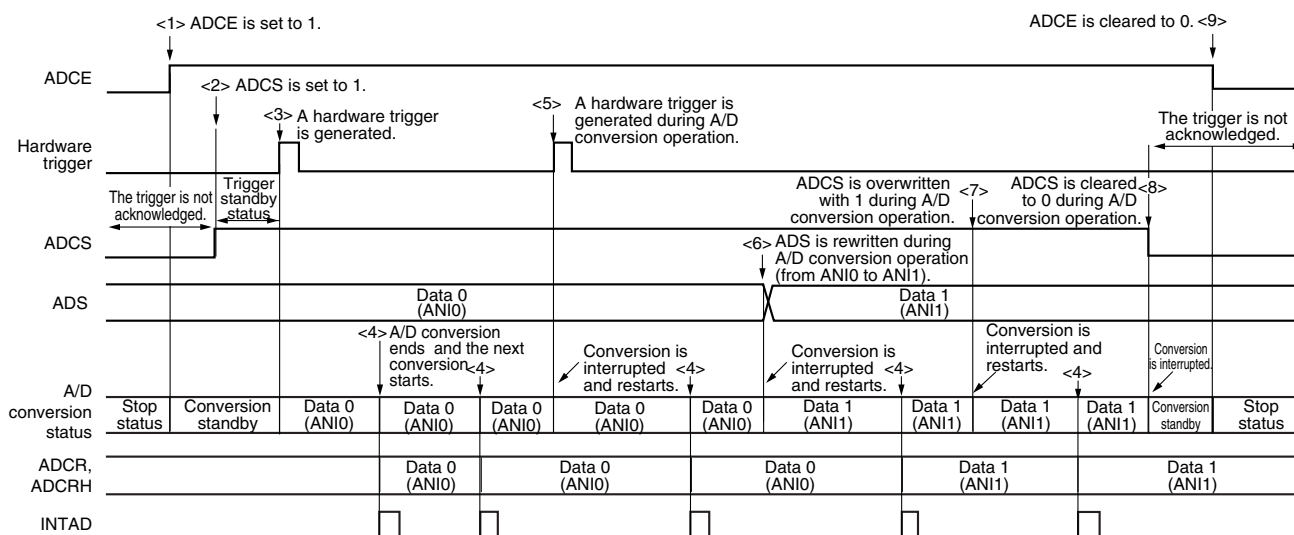 <1> ADCE is set to 1.
ADCE is cleared to 0. <9>
ADCE
<2> ADCS is set to 1.
<3> A hardware trigger
is generated.
<5> A hardware trigger is
generated during A/D
conversion operation.
The trigger is not
acknowledged.
Hardware
trigger
The trigger is not
acknowledged.
Trigger
standby
status
ADCS is overwritten
with 1 during A/D
conversion operation.
<7>
ADCS is cleared
to 0 during A/D
conversion operation.
<8>
ADCS
<6> ADS is rewritten during
A/D conversion operation
(from ANI0 to ANI1).
ADS
Data 0
(ANI0)
Data 1
(ANI1)
<4> A/D conversion
ends and the next
conversion
starts.
<4>
Conversion is
interrupted
and restarts.
<4>
Conversion is
interrupted
and restarts.
<4>
Conversion is
interrupted and
restarts.
<4>
Conversion
is interrupted.
A/D
conversion
status
Stop
status
Conversion
standby
Data 0
(ANI0)
Data 0
(ANI0)
Data 0
(ANI0)
Data 0
(ANI0)
Data 0
(ANI0)
Data 1
(ANI1)
Data 1
(ANI1)
Data 1
(ANI1)
Data 1
(ANI1)
Conversion
standby
Stop
status
ADCR,
ADCRH
Data 0
(ANI0)
Data 0
(ANI0)
Data 0
(ANI0)
Data 1
(ANI1)
Data 1
(ANI1)
INTAD